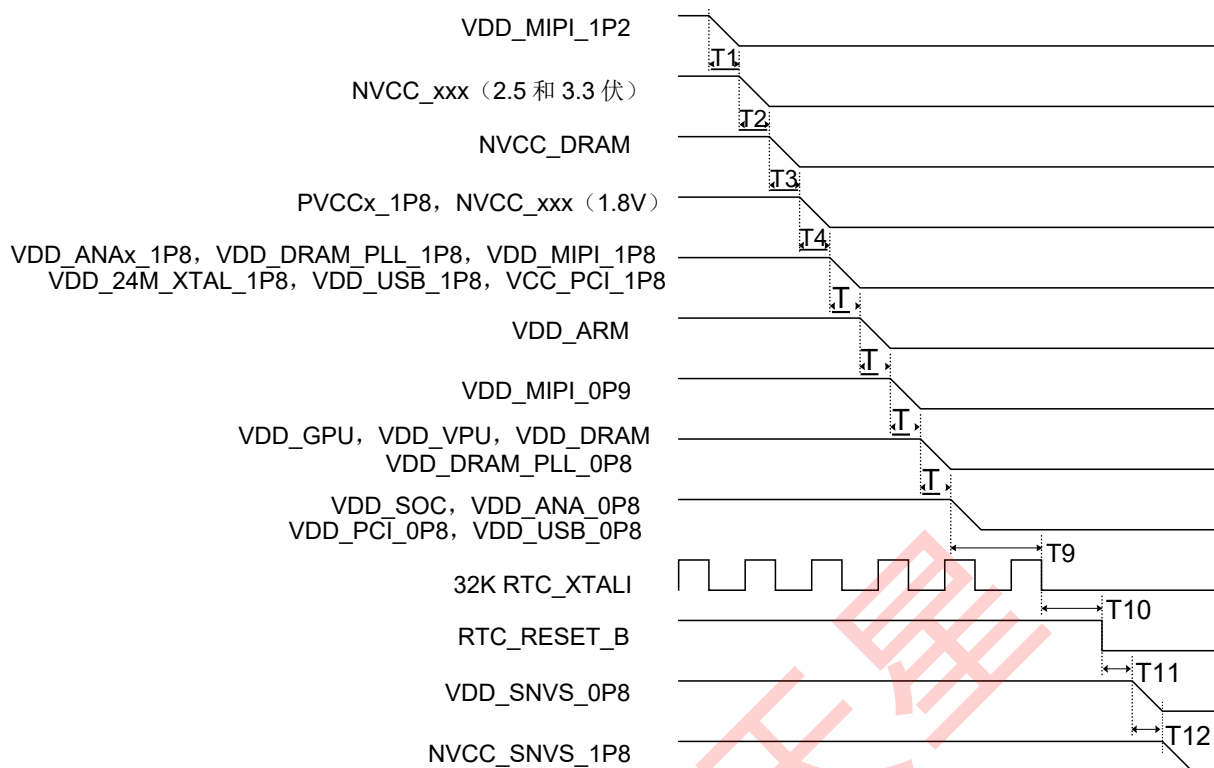 VDD_MIPI_1P2
T1
NVCC_xxx（2.5 和 3.3 伏）
T2
NVCC_DRAM
T3
PVCCx_1P8，NVCC_xxx（1.8V）
T4
VDD_ANAx_1P8，VDD_DRAM_PLL_1P8，VDD_MIPI_1P8
VDD_24M_XTAL_1P8，VDD_USB_1P8，VCC_PCI_1P8
T
VDD_ARM
T
VDD_MIPI_0P9
T
VDD_GPU，VDD_VPU，VDD_DRAM
VDD_DRAM_PLL_0P8
T
VDD_SOC，VDD_ANA_0P8
VDD_PCI_0P8，VDD_USB_0P8
T9
32K RTC_XTALI
T10
RTC_RESET_B
T11
VDD_SNVS_0P8
T12
NVCC_SNVS_1P8
天星